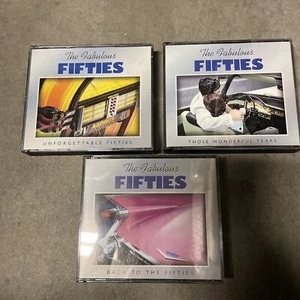 The Fabulous
FIFTIES
UNFORGETTABLE FIFTIES
The Fabulous
FIFTIES
THOSE WONDERFUL YEARS
The Fabulous
FIFTIES
BACK TO THE FIFTIES